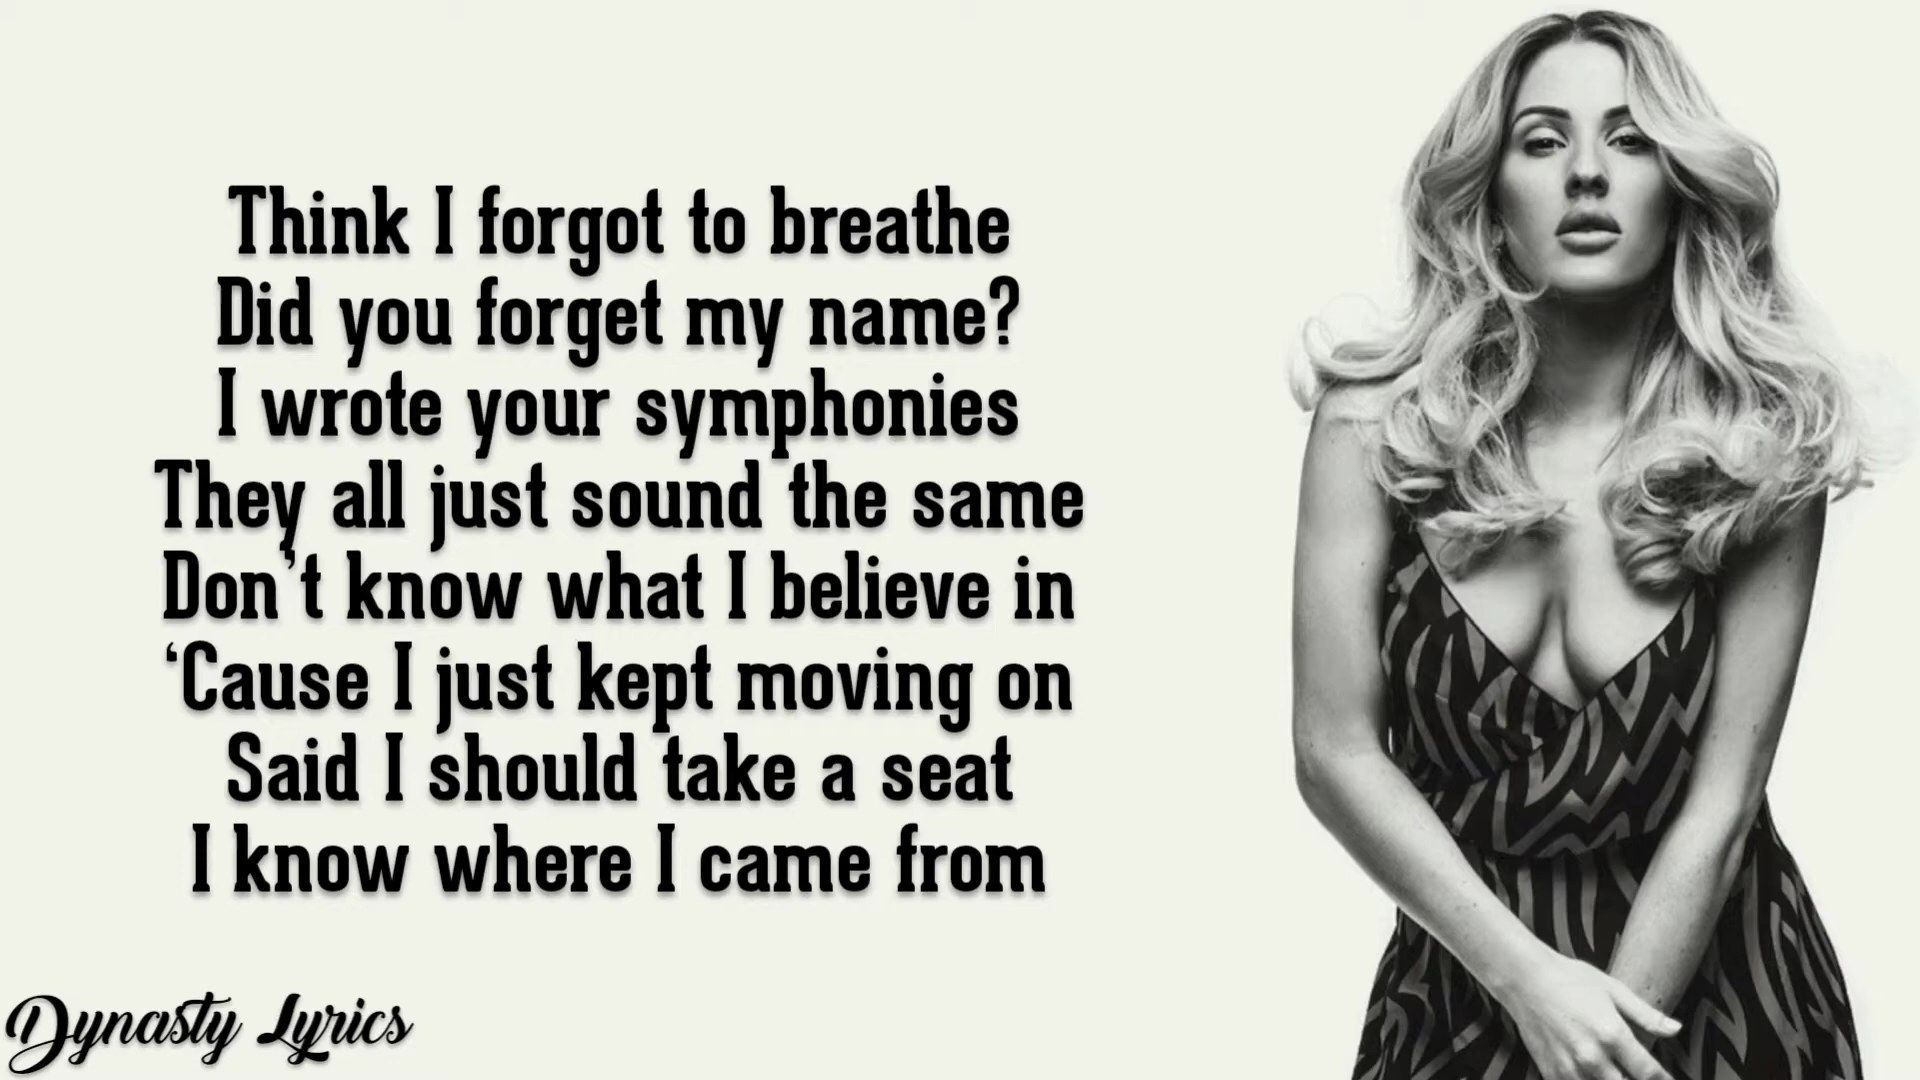 Think I forgot to breathe
Did you forget my name?
I wrote your symphonies
They all just sound the same
Don’t know what I believe in
‘Cause I just kept moving on
Said I should take a seat
I know where I came from
Dynasty Lyrics